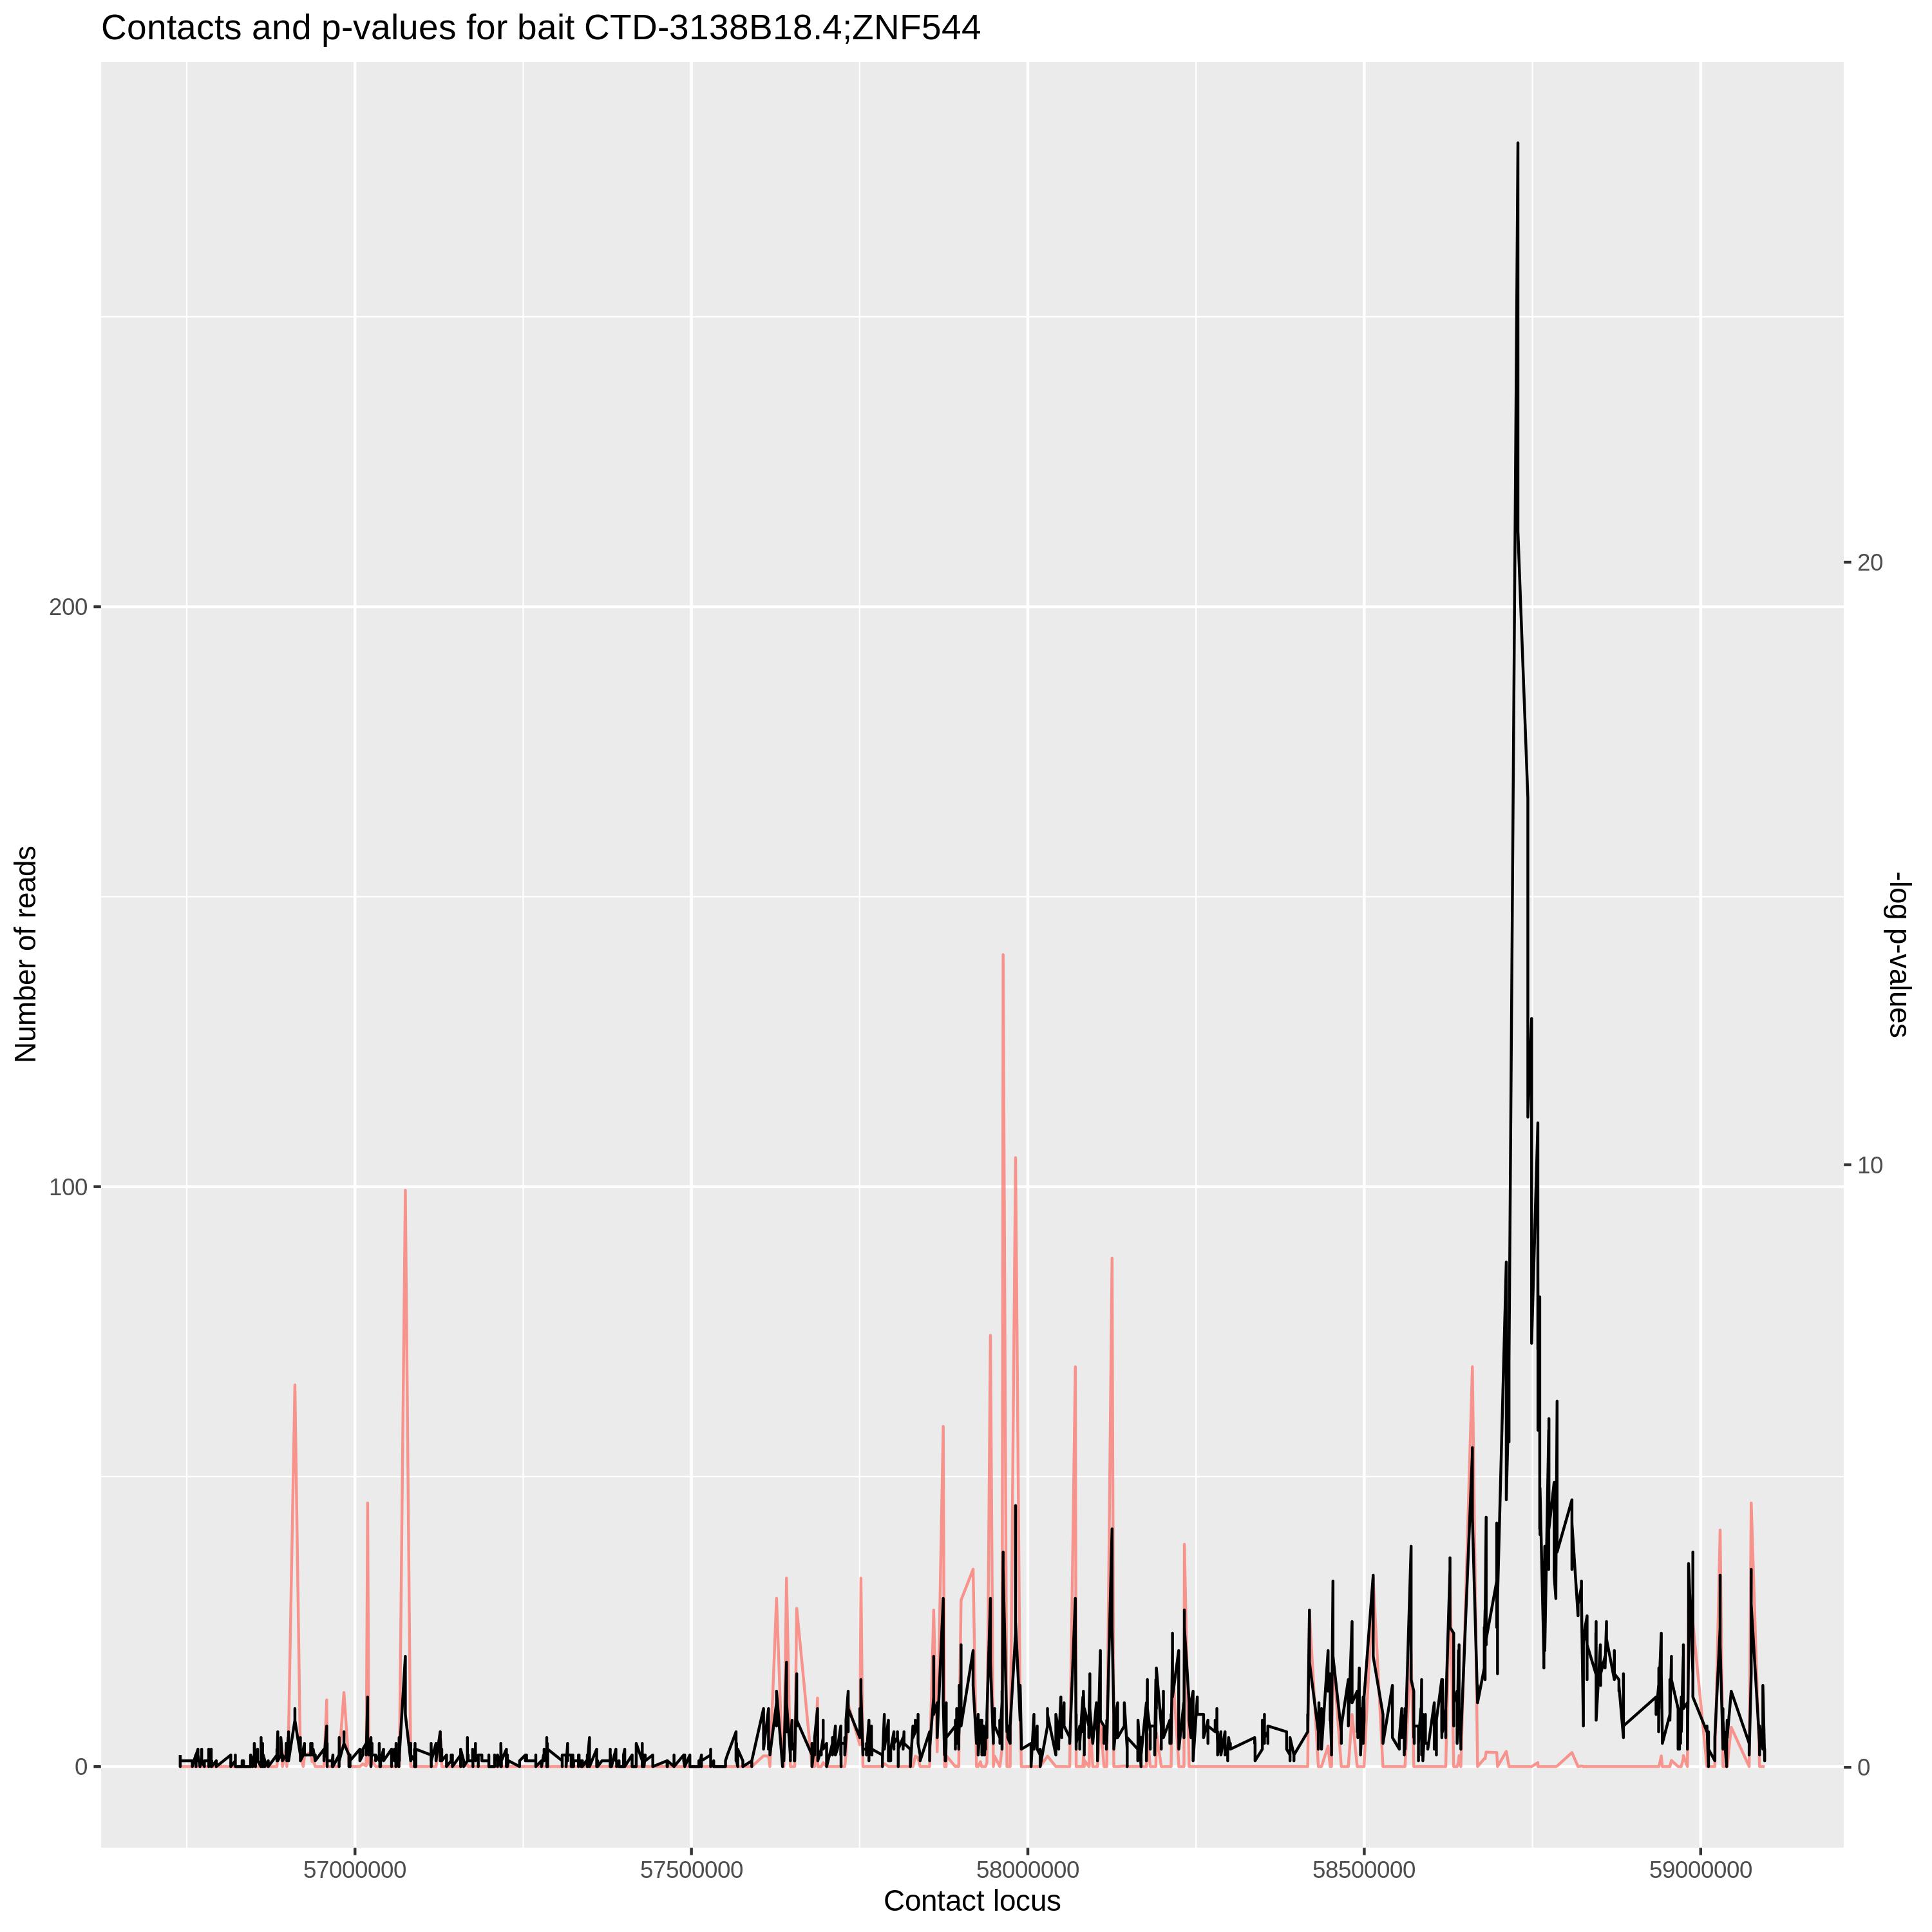 Contacts and p-values for bait CTD-3138B18.4;ZNF544
Number of reads
200
100
0
20
10
0
-log p-values
57000000 57500000 58000000 58500000 59000000
Contact locus